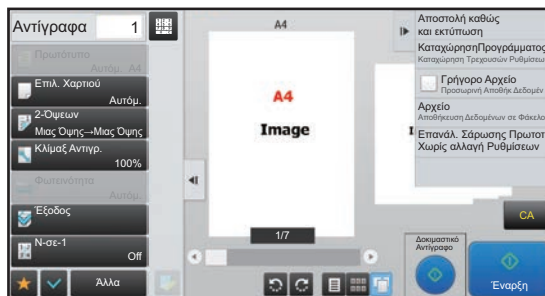 Αντίγραφα 1
Πρωτότυπο
Αυτόμ. A4
Επιλ. Χαρτιού
Αυτόμ.
2-Όψεων
Μιας Όψης→Μιας Όψης
Κλίμαξ Αντιγρ.
100%
Φωτεινότητα
Αυτόμ.
Έξοδος
N-σε-1
Off
Άλλα
A4
A4
Image
1/7
Αποστολή καθώς
και εκτύπωση
ΚαταχώρησηΠρογράμματος
Καταχώρηση Τρεχουσών Ρυθμίσεω
Γρήγορο Αρχείο
Προσωρινή Αποθήκ Δεδομέν
Αρχείο
Αποθήκευση Δεδομένων σε Φάκελο
Επανάλ. Σάρωσης Πρωτοτ
Χωρίς αλλαγή Ρυθμίσεων
CA
Δοκιμαστικό
Αντίγραφο
Έναρξη